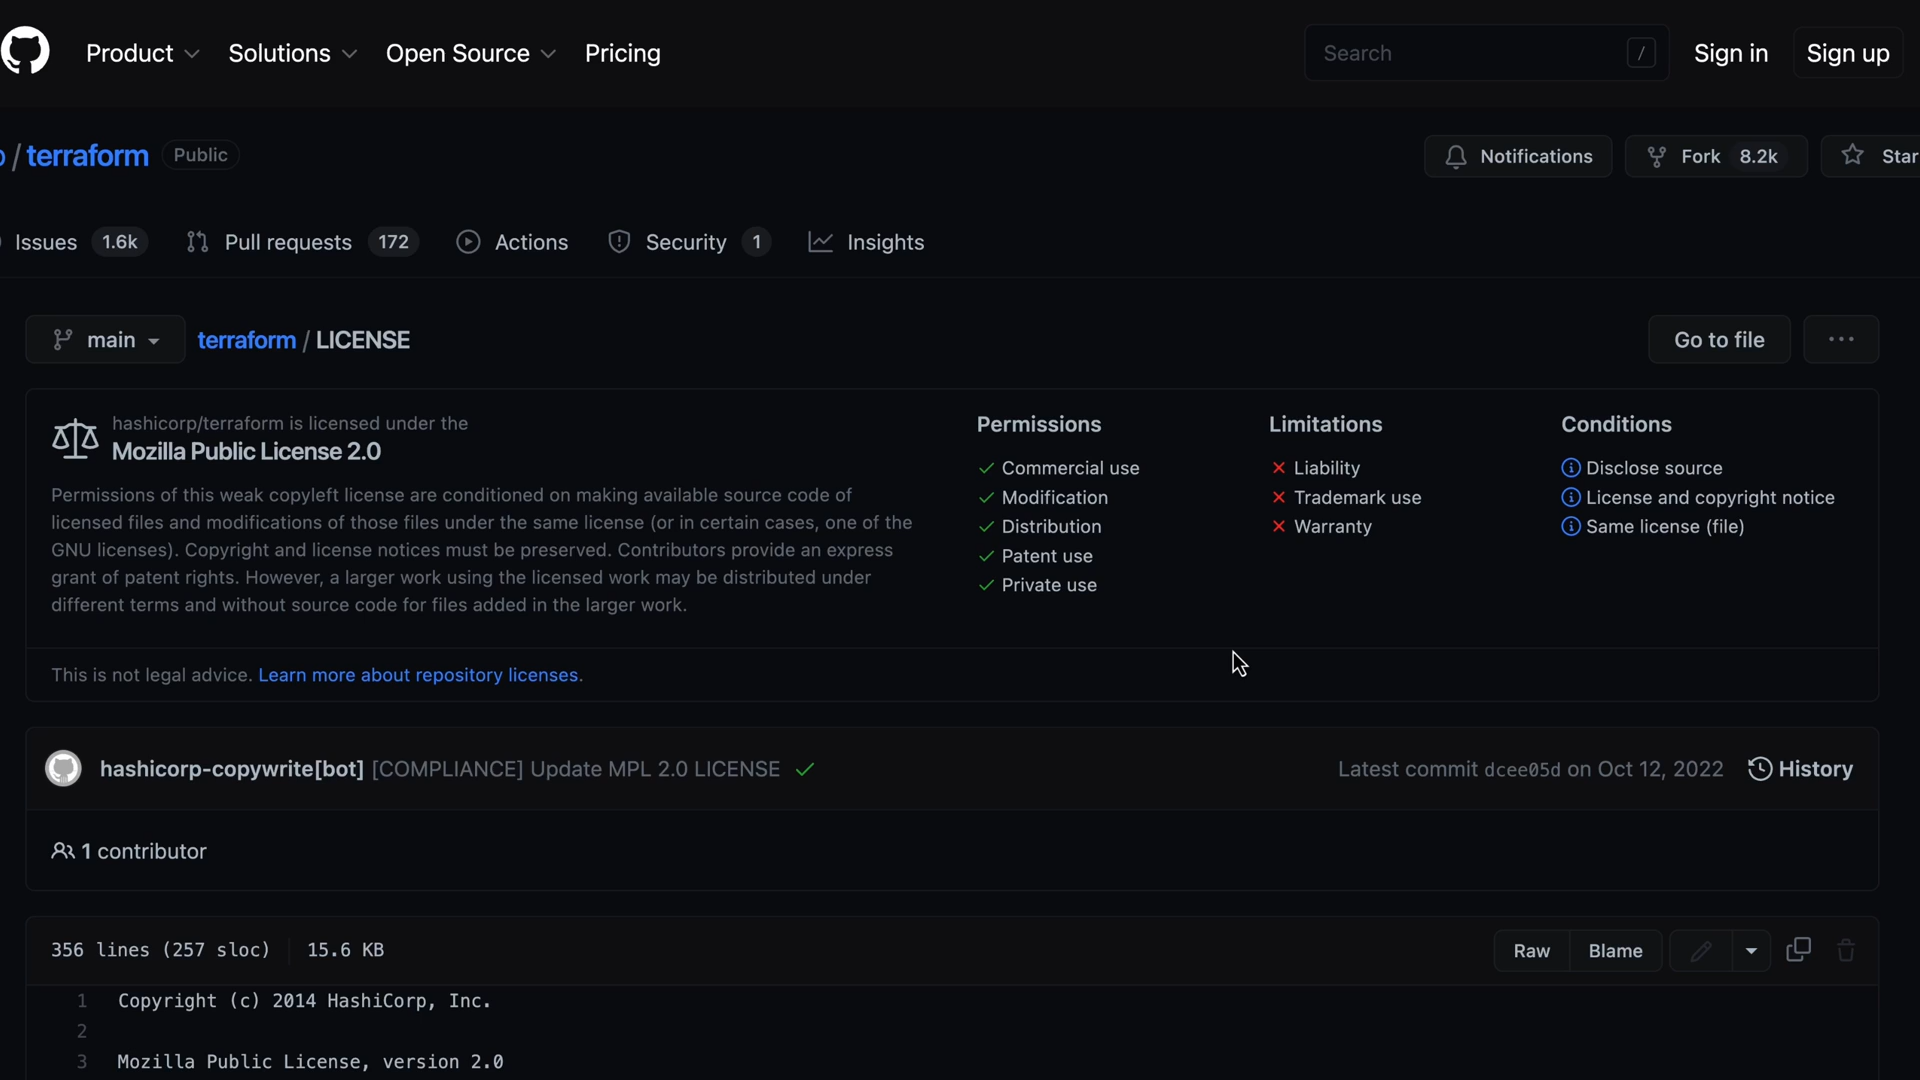 Product Solutions Open Source Pricing Search / Sign in Sign up
/ terraform Public Notifications Fork 8.2k Star
Issues 1.6k Pull requests 172 Actions Security 1 Insights
main terraform / LICENSE Go to file ...
hashicorp/terraform is licensed under the
Mozilla Public License 2.0
Permissions of this weak copyleft license are conditioned on making available source code of
licensed files and modifications of those files under the same license (or in certain cases, one of the
GNU licenses). Copyright and license notices must be preserved. Contributors provide an express
grant of patent rights. However, a larger work using the licensed work may be distributed under
different terms and without source code for files added in the larger work.
Permissions
Commercial use
Modification
Distribution
Patent use
Private use
Limitations
Liability
Trademark use
Warranty
Conditions
Disclose source
License and copyright notice
Same license (file)
This is not legal advice. Learn more about repository licenses.
hashicorp-copywrite[bot] [COMPLIANCE] Update MPL 2.0 LICENSE Latest commit dcee05d on Oct 12, 2022 History
1 contributor
356 lines (257 sloc) 15.6 KB Raw Blame
1 Copyright (c) 2014 HashiCorp, Inc.
2
3 Mozilla Public License, version 2.0